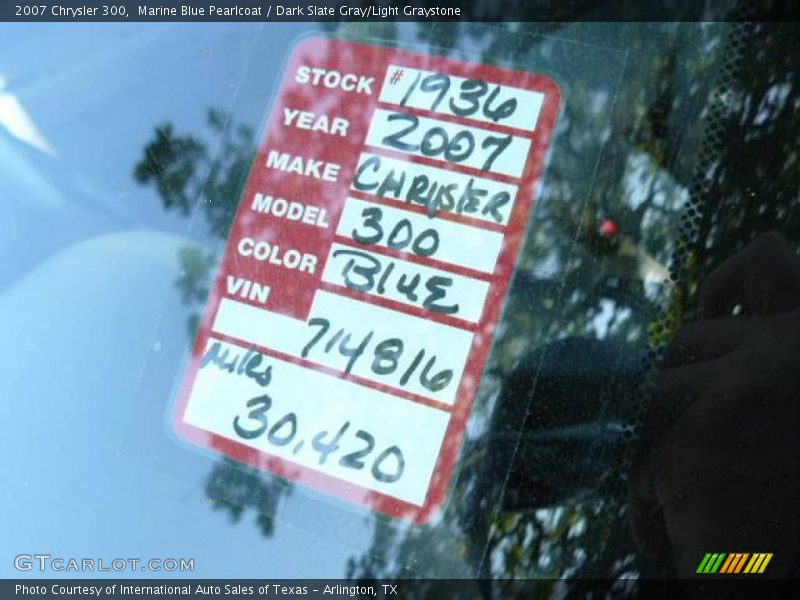 2007 Chrysler 300, Marine Blue Pearlcoat / Dark Slate Gray/Light Graystone
STOCK #1936
YEAR 2007
MAKE CHRYSLER
MODEL 300
COLOR BLUE
VIN 714816
Miles
30,420
GTCARLOT.COM
Photo Courtesy of International Auto Sales of Texas - Arlington, TX